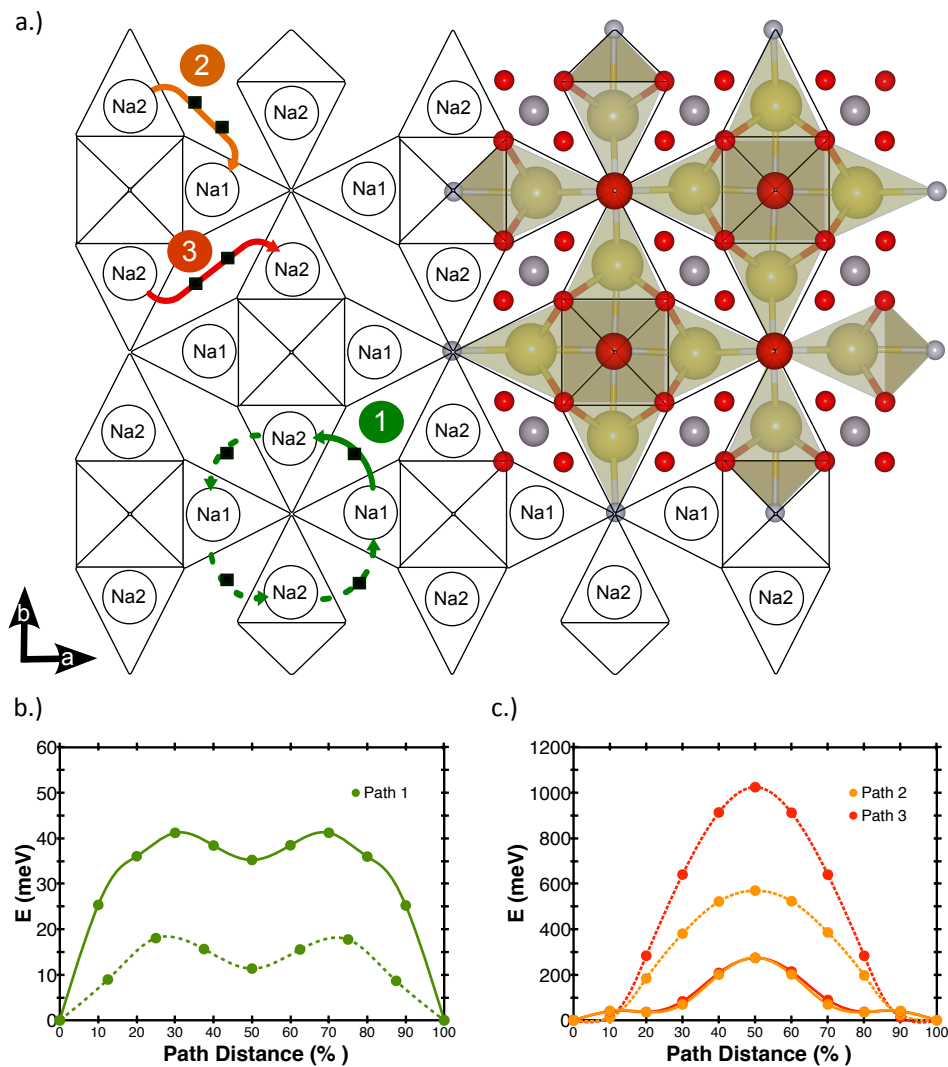 a.)
2
Na2 Na2 Na2
Na1 Na1
3
Na2 Na2 Na2
Na1 Na1
1
Na2 Na2 Na2
Na1 Na1 Na1 Na1
Na2 Na2 Na2 Na2 Na2
b
a
b.) c.)
60
50
40
30
20
10
0
E (meV)
Path 1
0 10 20 30 40 50 60 70 80 90 100
Path Distance (% )
1200
1000
800
600
400
200
0
E (meV)
Path 2
Path 3
0 10 20 30 40 50 60 70 80 90 100
Path Distance (% )